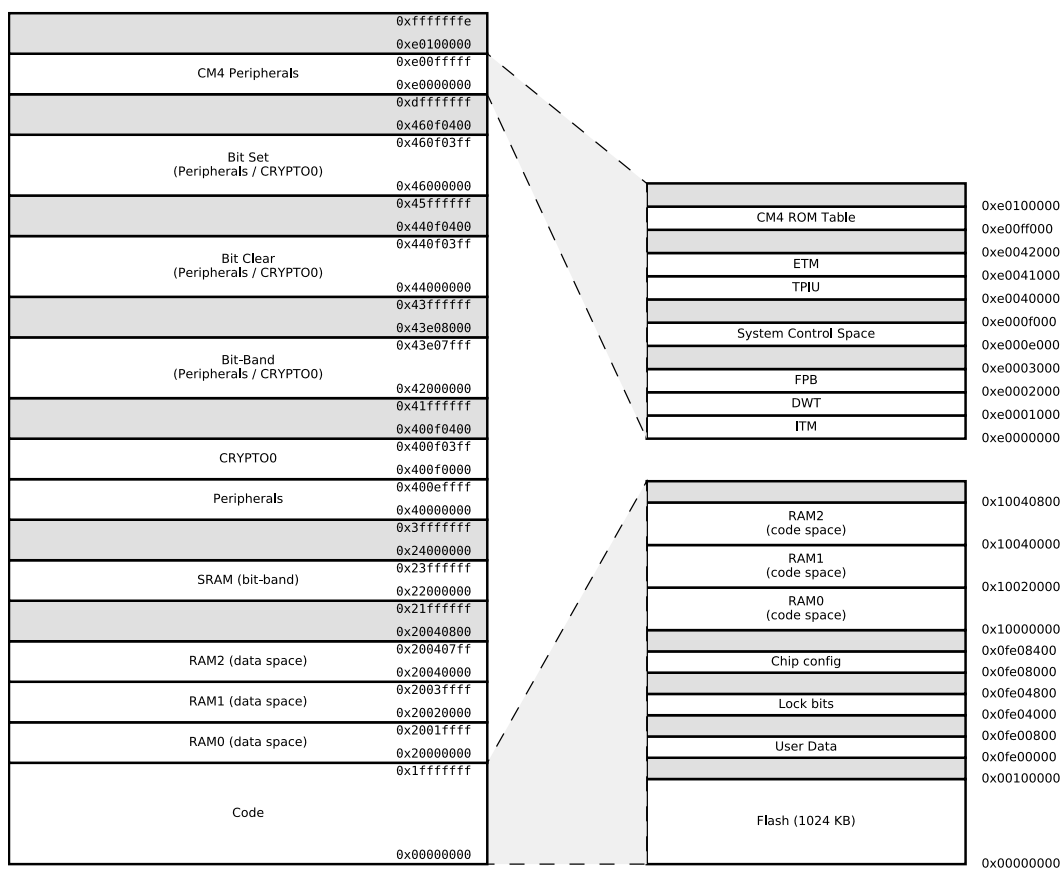 0xfffffffe
0xe0100000
0xe00fffff
CM4 Peripherals
0xe0000000
0xdfffffff
0x460f0400
0x460f03ff
Bit Set
(Peripherals / CRYPTO0)
0x46000000
0x45ffffff
0x440f0400
0x440f03ff
Bit Clear
(Peripherals / CRYPTO0)
0x44000000
0x43ffffff
0x43e08000
0x43e07fff
Bit-Band
(Peripherals / CRYPTO0)
0x42000000
0x41ffffff
0x400f0400
0x400f03ff
CRYPTO0
0x400f0000
0x400effff
Peripherals
0x40000000
0x3fffffff
0x24000000
0x23ffffff
SRAM (bit-band)
0x22000000
0x21ffffff
0x20040800
0x200407ff
RAM2 (data space)
0x20040000
0x2003ffff
RAM1 (data space)
0x20020000
0x2001ffff
RAM0 (data space)
0x20000000
0x1fffffff
Code
0x00000000
0xe0100000
CM4 ROM Table
0xe00ff000
0xe0042000
ETM
0xe0041000
TPIU
0xe0040000
0xe000f000
System Control Space
0xe000e000
0xe0003000
FPB
0xe0002000
DWT
0xe0001000
ITM
0xe0000000
0x10040800
RAM2
(code space)
0x10040000
RAM1
(code space)
0x10020000
RAM0
(code space)
0x10000000
0x0fe08400
Chip config
0x0fe08000
0x0fe04800
Lock bits
0x0fe04000
0x0fe00800
User Data
0x0fe00000
0x00100000
Flash (1024 KB)
0x00000000